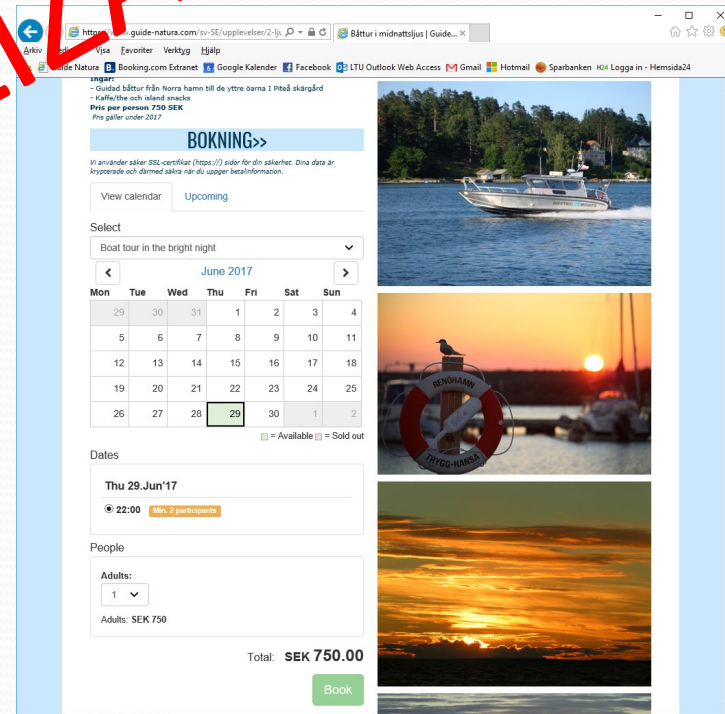 https://www.guide-natura.com/sv-SE/upplevelser/2-lju
Båttur i midnattsljus | Guide...
Arkiv Redigera Visa Favoriter Verktyg Hjälp
Guide Natura Booking.com Extranet Google Kalender Facebook LTU Outlook Web Access Gmail Hotmail Sparbanken H24 Logga in - Hemsida24
Ingår:
- Guidad båttur från Norra hamn till de yttre öarna I Piteå skärgård
- Kaffe/the och island snacks
Pris per person 750 SEK
Pris gäller under 2017
BOKNING>>
Vi använder säker SSL-certifikat (https://) sidor för din säkerhet. Dina data är
krypterade och därmed säkra när du uppger betalinformation.
View calendar Upcoming
Select
Boat tour in the bright night
June 2017
Mon Tue Wed Thu Fri Sat Sun
29 30 31 1 2 3 4
5 6 7 8 9 10 11
12 13 14 15 16 17 18
19 20 21 22 23 24 25
26 27 28 29 30 1 2
= Available = Sold out
Dates
Thu 29.Jun'17
22:00 Min. 2 participants
People
Adults:
1
Adults: SEK 750
Total: SEK 750.00
Book
RENÖHAMN
TRYGG-HANSA